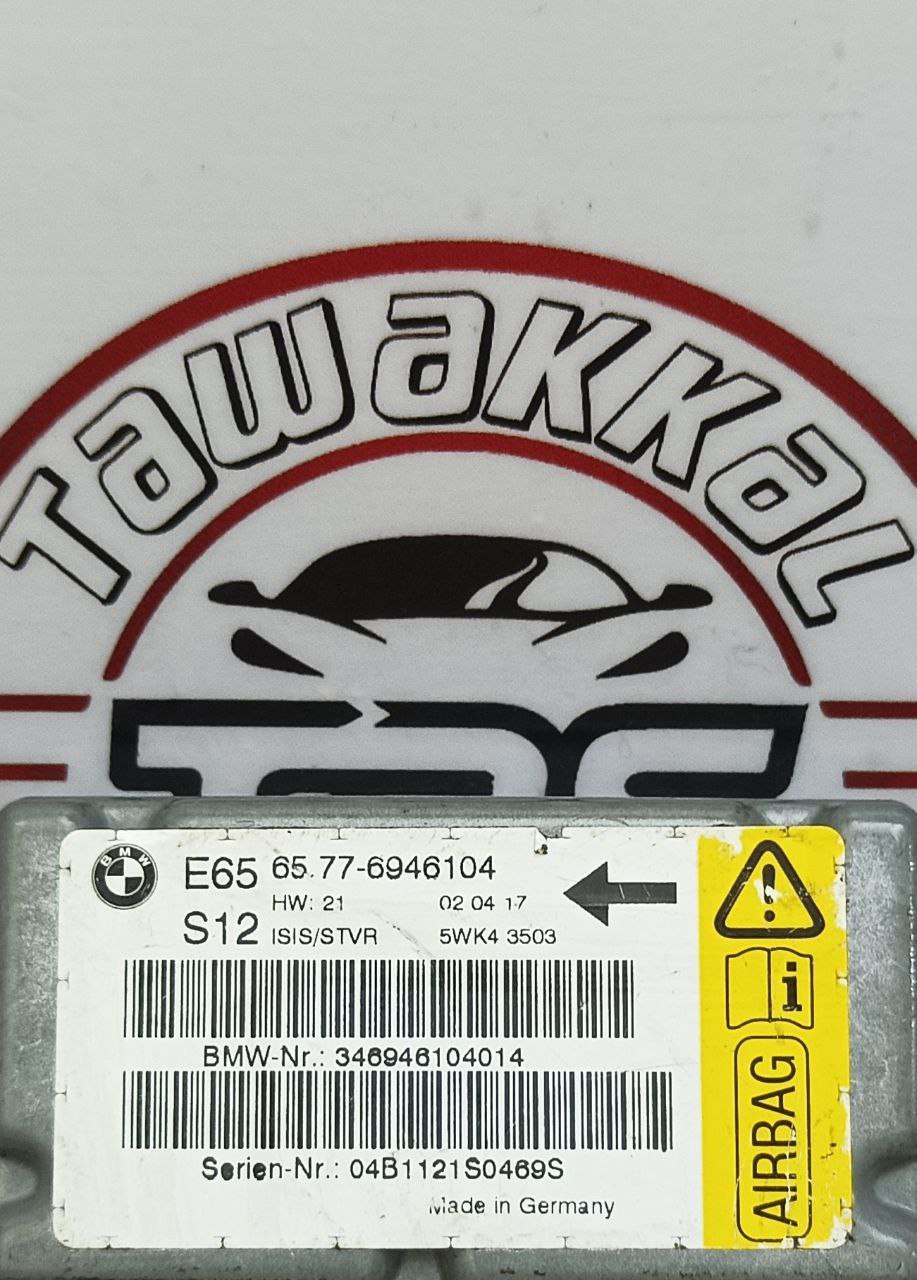 Tawakkal
BMW
E65 65.77-6946104
HW: 21 02 04 17
S12 ISIS/STVR 5WK4 3503
BMW-Nr.: 346946104014
Serien-Nr.: 04B1121S0469S
Made in Germany
i
AIRBAG